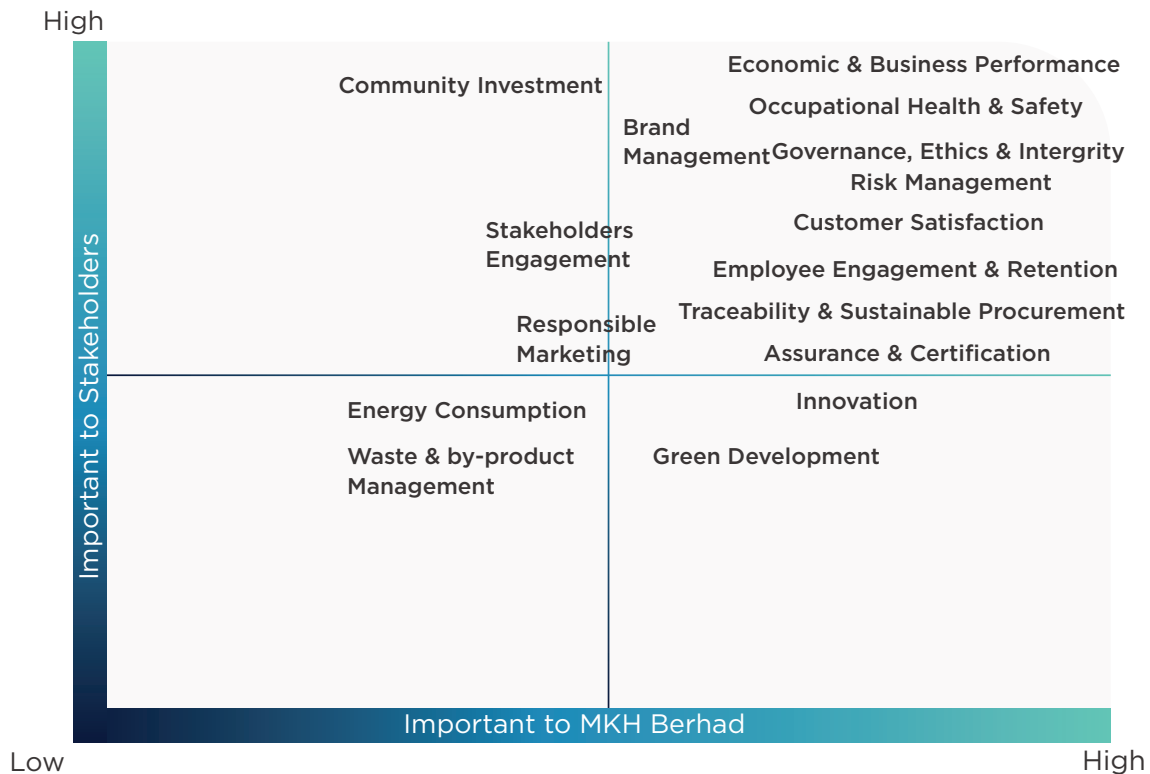 High
Economic & Business Performance
Community Investment
Occupational Health & Safety
Brand
Management
Governance, Ethics & Intergrity
Risk Management
Customer Satisfaction
Stakeholders
Engagement
Employee Engagement & Retention
Traceability & Sustainable Procurement
Responsible
Marketing
Assurance & Certification
Important to Stakeholders
Innovation
Energy Consumption
Waste & by-product
Management
Green Development
Important to MKH Berhad
Low
High